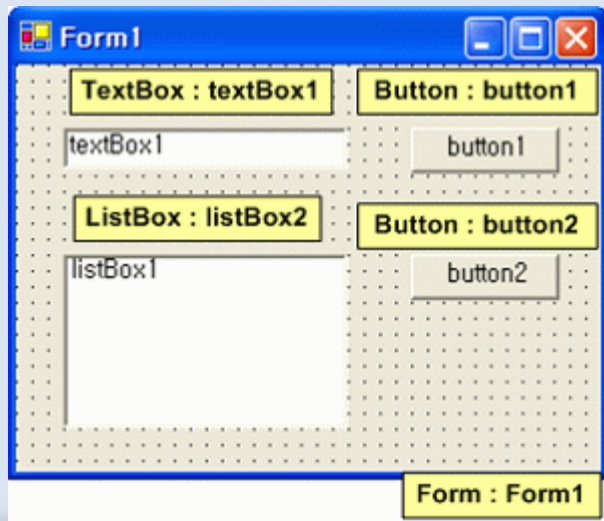 Form1
TextBox : textBox1
Button : button1
textBox1
button1
ListBox : listBox2
Button : button2
listBox1
button2
Form : Form1